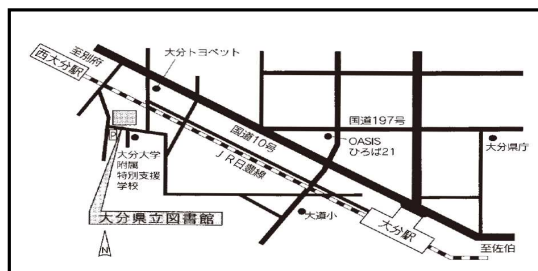 至別府
大分トヨペット
西大分駅
国道197号
国道10号
OASIS
ひろば21
大分県庁
JR日豊線
P
大分大学
附属
特別支援
学校
大分県立図書館
大道小
大分駅
至佐伯
N